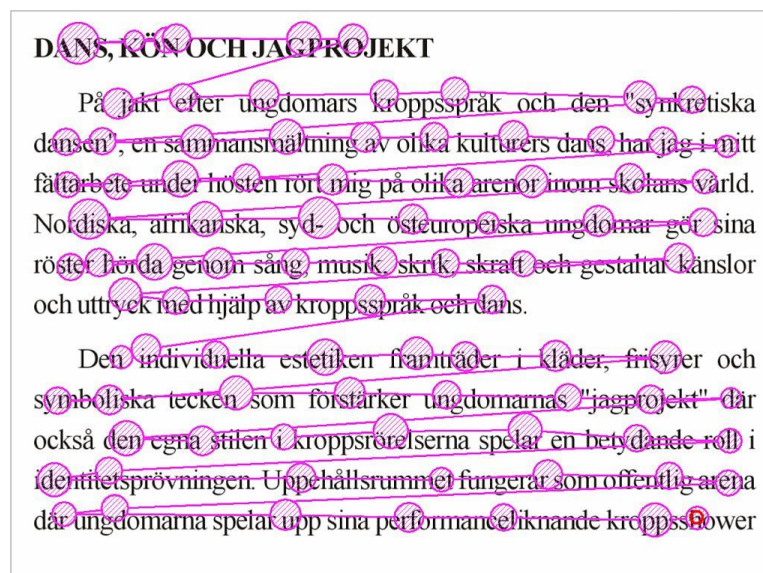 DANS, KÖN OCH JAGPROJEKT
På jakt efter ungdomars kroppsspråk och den "synkretiska
dansen", en sammansmältning av olika kulturers dans, har jag i mitt
fältarbete under hösten rört mig på olika arenor inom skolans värld.
Nordiska, afrikanska, syd- och östeuropeiska ungdomar gör sina
röster hörda genom sång, musik, skrik, skratt och gestaltar känslor
och uttryck med hjälp av kroppsspråk och dans.
Den individuella estetiken framträder i kläder, frisyrer och
symboliska tecken som förstärker ungdomarnas "jagprojekt" där
också den egna stilen i kroppsrörelserna spelar en betydande roll i
identitetsprövningen. Uppehållsrummet fungerar som offentlig arena
där ungdomarna spelar upp sina performanceliknande kroppsshower